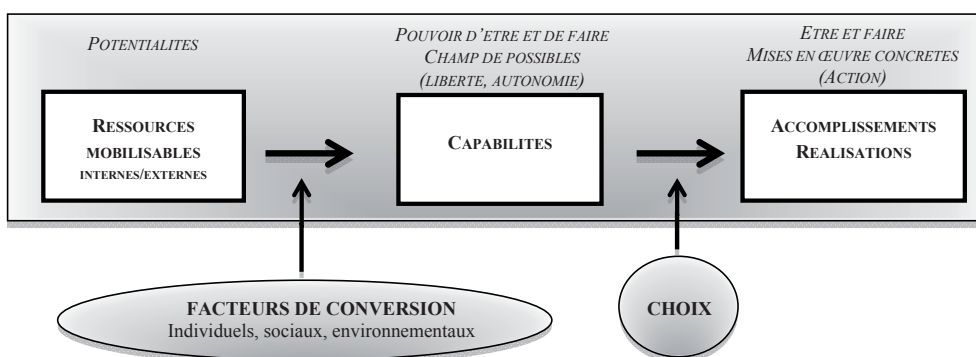 POTENTIALITES
POUVOIR D'ETRE ET DE FAIRE
CHAMP DE POSSIBLES
(LIBERTE, AUTONOMIE)
ETRE ET FAIRE
MISES EN ŒUVRE CONCRETES
(ACTION)
RESSOURCES
MOBILISABLES
INTERNES/EXTERNES
CAPABILITES
ACCOMPLISSEMENTS
REALISATIONS
FACTEURS DE CONVERSION
Individuels, sociaux, environnementaux
CHOIX